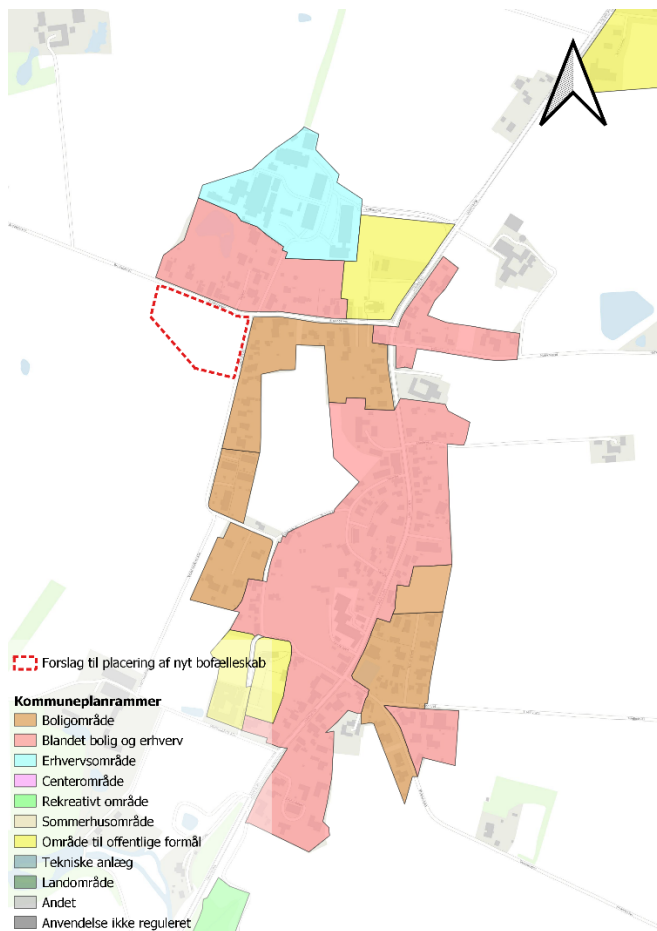 Forslag til placering af nyt bofælleskab
Kommuneplanrammer
Boligområde
Blandet bolig og erhverv
Erhvervsområde
Centerområde
Rekreativt område
Sommerhusområde
Område til offentlige formål
Tekniske anlæg
Landområde
Andet
Anvendelse ikke reguleret